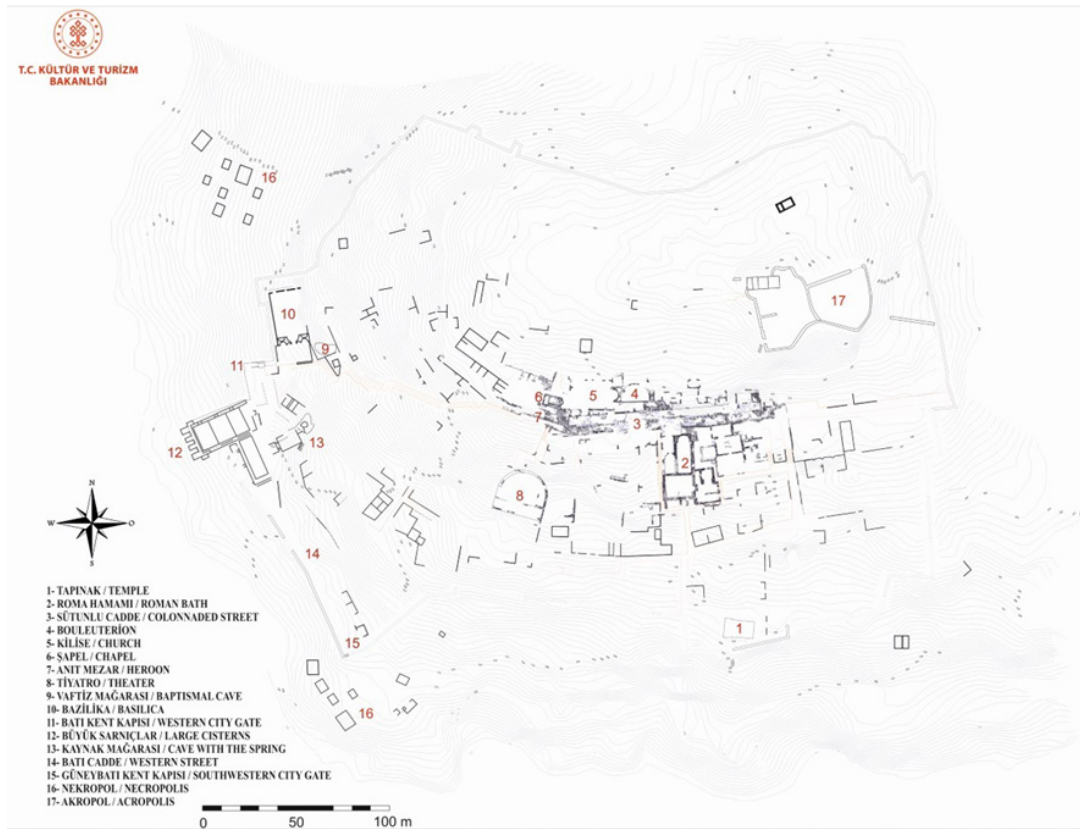 T.C. KÜLTÜR VE TURİZM
BAKANLIĞI
16
17
10
9
11
6
5
4
7
3
12
13
2
8
14
1
15
16
N
W
O
S
1- TAPINAK / TEMPLE
2- ROMA HAMAMI / ROMAN BATH
3- SÜTUNLU CADDE / COLONNADED STREET
4- BOULEUTERİON
5- KİLİSE / CHURCH
6- ŞAPEL / CHAPEL
7- ANIT MEZAR / HEROON
8- TİYATRO / THEATER
9- VAFTİZ MAĞARASI / BAPTISMAL CAVE
10- BAZİLİKA / BASILICA
11- BATI KENT KAPISI / WESTERN CITY GATE
12- BÜYÜK SARNIÇLAR / LARGE CISTERNS
13- KAYNAK MAĞARASI / CAVE WITH THE SPRING
14- BATI CADDE / WESTERN STREET
15- GÜNEYBATI KENT KAPISI / SOUTHWESTERN CITY GATE
16- NEKROPOL / NECROPOLIS
17- AKROPOL / ACROPOLIS
0 50 100 m